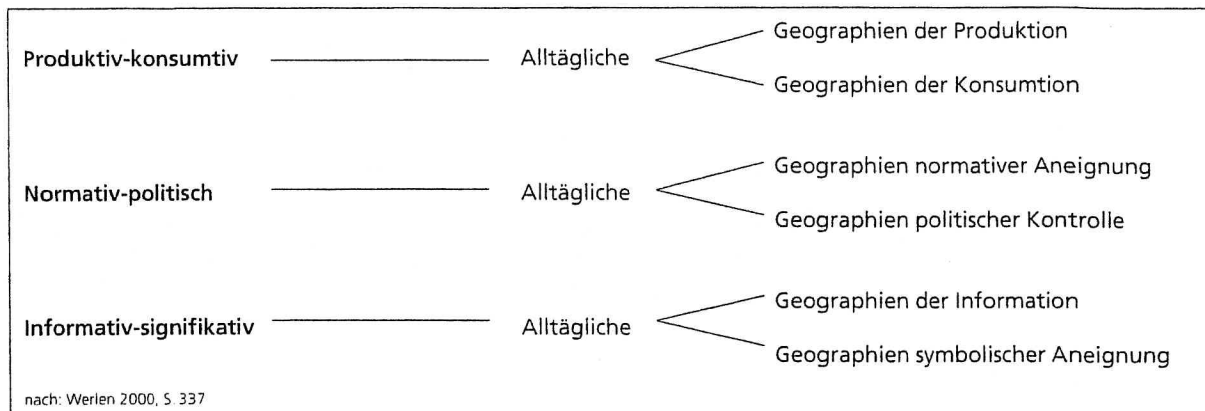 Geographien der Produktion
Produktiv-konsumtiv Alltägliche
Geographien der Konsumtion
Geographien normativer Aneignung
Normativ-politisch Alltägliche
Geographien politischer Kontrolle
Geographien der Information
Informativ-signifikativ Alltägliche
Geographien symbolischer Aneignung
nach: Werlen 2000, S. 337